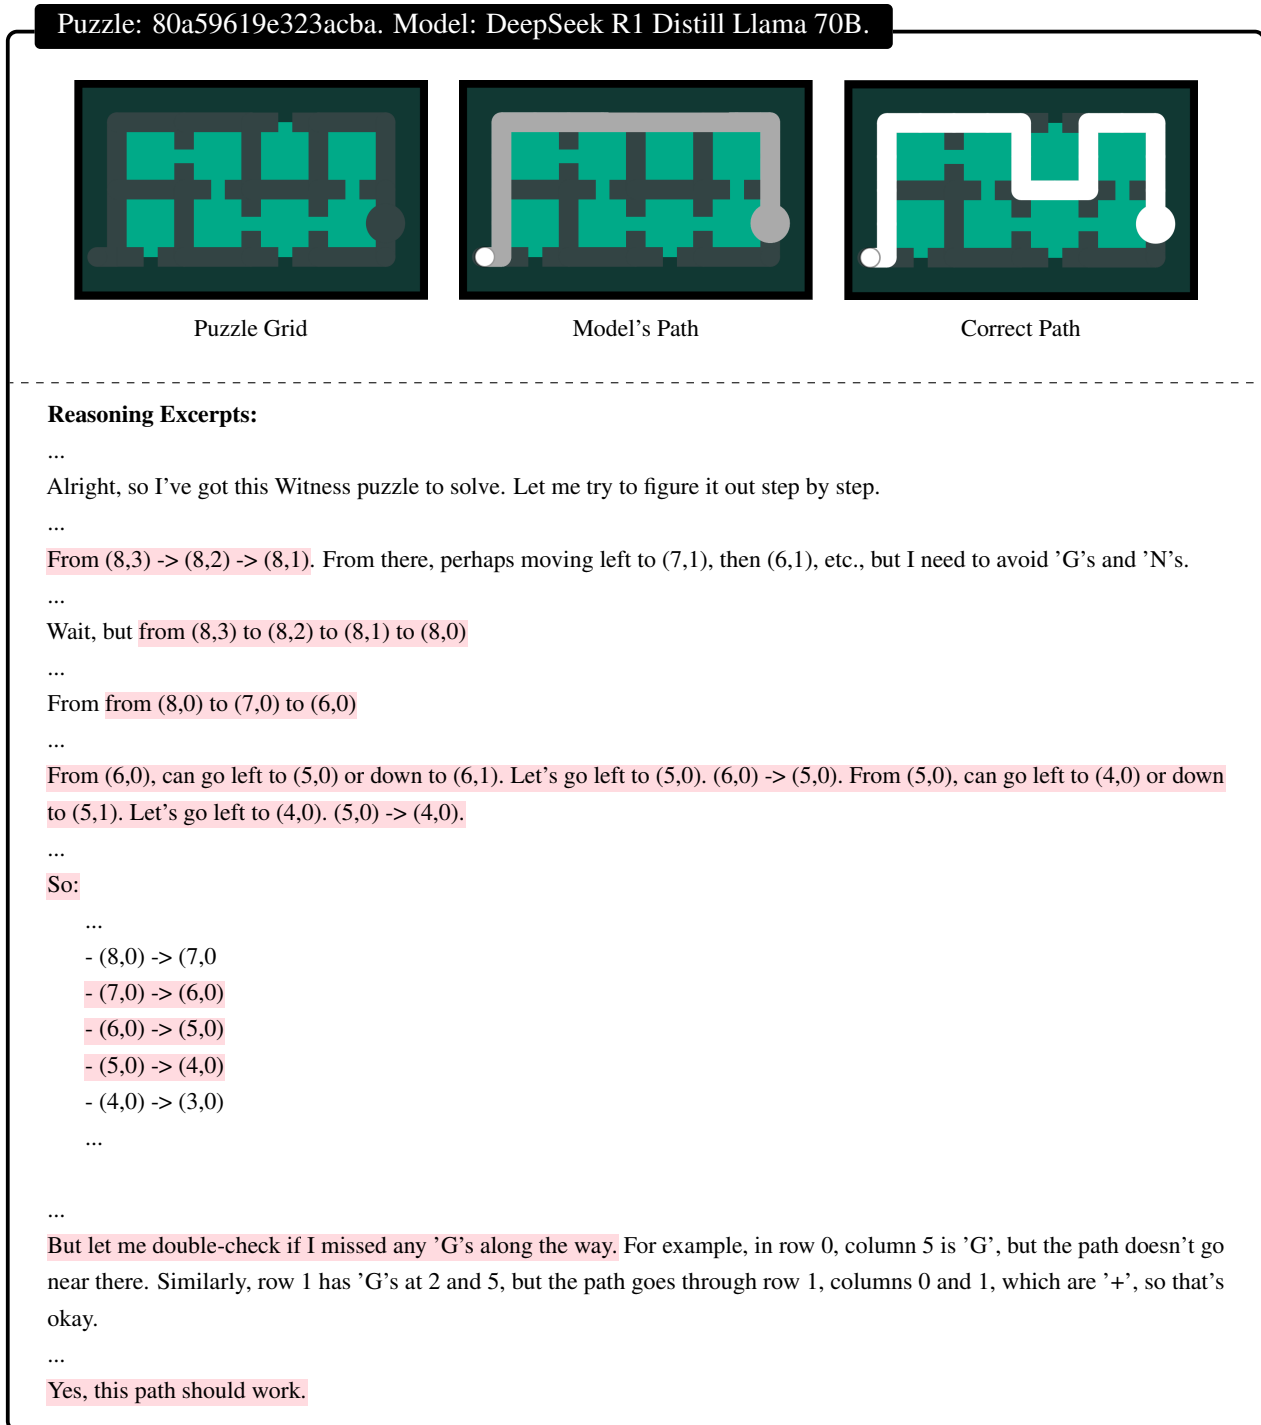 Puzzle: 80a59619e323acba. Model: DeepSeek R1 Distill Llama 70B.
Puzzle Grid
Model's Path
Correct Path
Reasoning Excerpts:
...
Alright, so I've got this Witness puzzle to solve. Let me try to figure it out step by step.
...
From (8,3) -> (8,2) -> (8,1). From there, perhaps moving left to (7,1), then (6,1), etc., but I need to avoid ’G’s and ’N’s.
...
Wait, but from (8,3) to (8,2) to (8,1) to (8,0)
...
From from (8,0) to (7,0) to (6,0)
...
From (6,0), can go left to (5,0) or down to (6,1). Let's go left to (5,0). (6,0) -> (5,0). From (5,0), can go left to (4,0) or down
to (5,1). Let's go left to (4,0). (5,0) -> (4,0).
...
So:
...
- (8,0) -> (7,0
- (7,0) -> (6,0)
- (6,0) -> (5,0)
- (5,0) -> (4,0)
- (4,0) -> (3,0)
...
...
But let me double-check if I missed any ’G’s along the way. For example, in row 0, column 5 is ’G’, but the path doesn't go
near there. Similarly, row 1 has ’G’s at 2 and 5, but the path goes through row 1, columns 0 and 1, which are ’+’, so that's
okay.
...
Yes, this path should work.